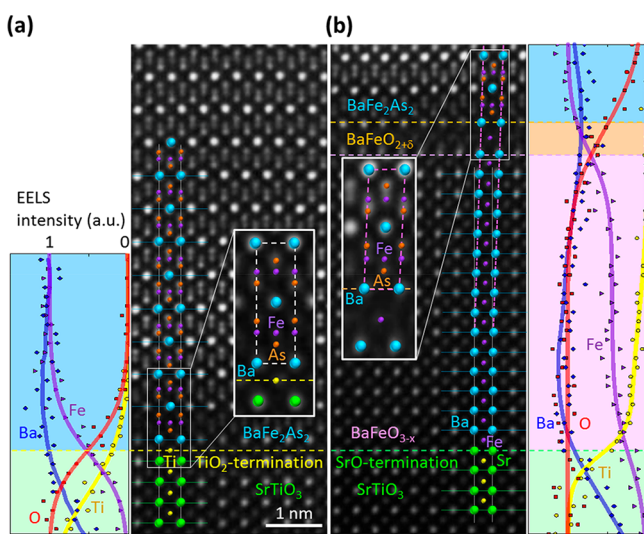 (a)
(b)
EELS
intensity (a.u.)
1
0
Ba
Fe
Ti
O
Fe
As
Ba
BaFe₂As₂
Ti
TiO₂-termination
SrTiO₃
1 nm
BaFe₂As₂
BaFeO₂₊δ
Fe
As
Ba
BaFeO₃₋ₓ
Ba
Fe
SrO-termination
Sr
SrTiO₃
Fe
Ba
O
Ti